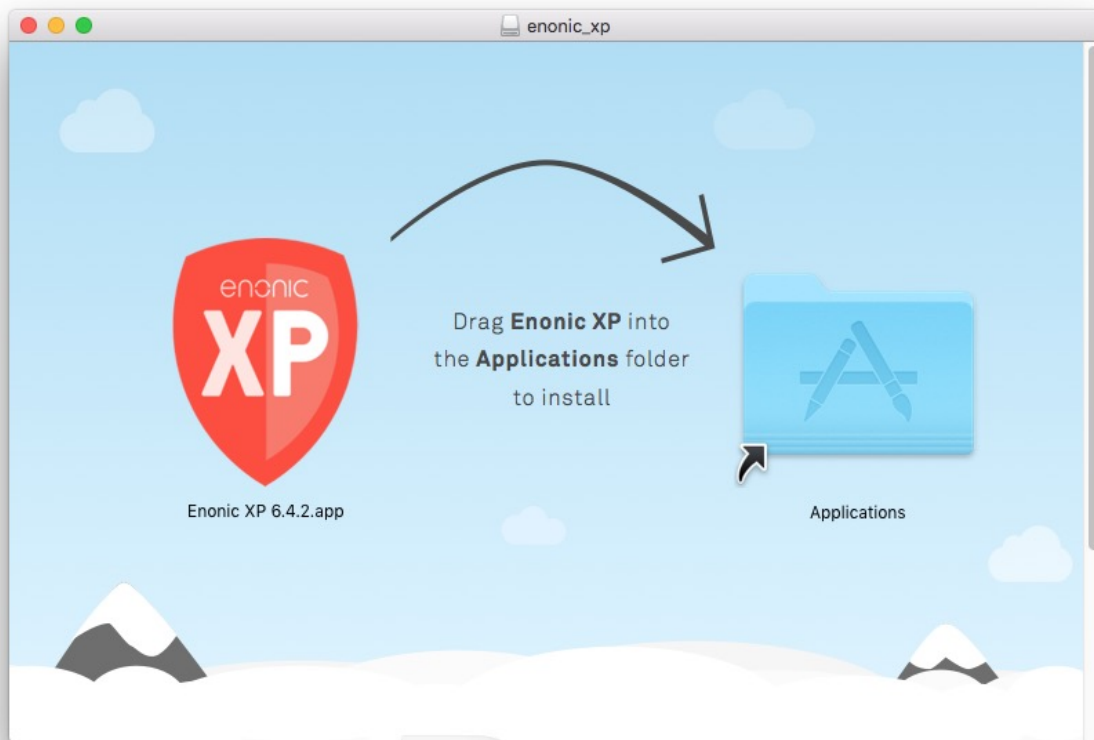 enonic_xp
enonic
XP
Drag Enonic XP into
the Applications folder
to install
Enonic XP 6.4.2.app
Applications